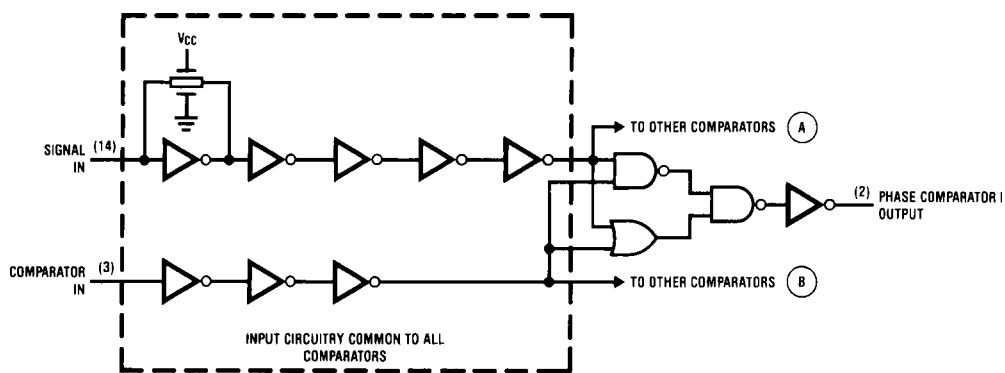 VCC
SIGNAL IN (14)
TO OTHER COMPARATORS A
(2) PHASE COMPARATOR I
OUTPUT
COMPARATOR IN (3)
TO OTHER COMPARATORS B
INPUT CIRCUITRY COMMON TO ALL
COMPARATORS